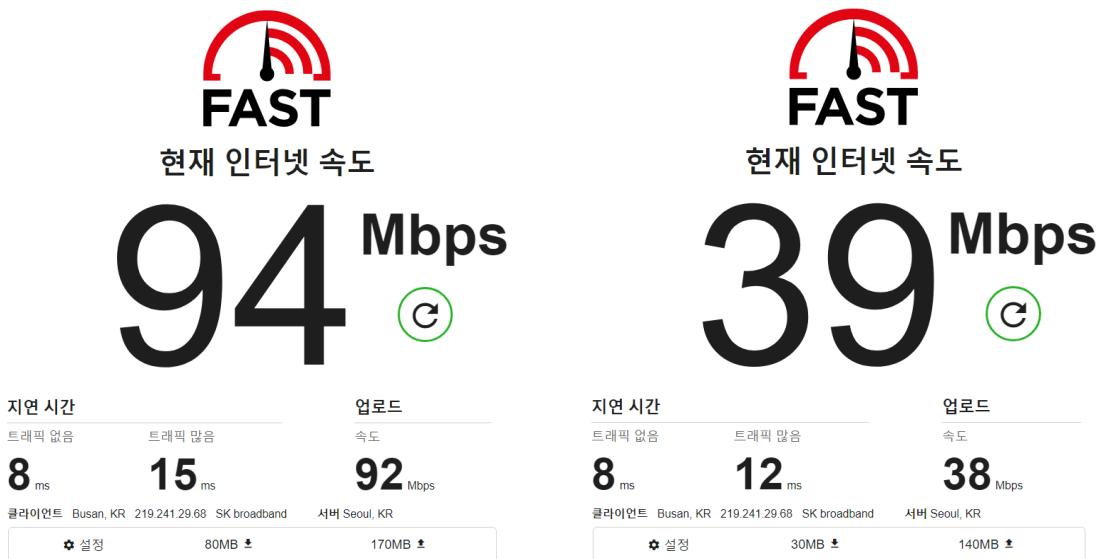 FAST
현재 인터넷 속도
94 Mbps
지연 시간
업로드
트래픽 없음
트래픽 많음
속도
8 ms
15 ms
92 Mbps
클라이언트 Busan, KR 219.241.29.68 SK broadband 서버 Seoul, KR
설정
80MB
170MB
FAST
현재 인터넷 속도
39 Mbps
지연 시간
업로드
트래픽 없음
트래픽 많음
속도
8 ms
12 ms
38 Mbps
클라이언트 Busan, KR 219.241.29.68 SK broadband 서버 Seoul, KR
설정
30MB
140MB